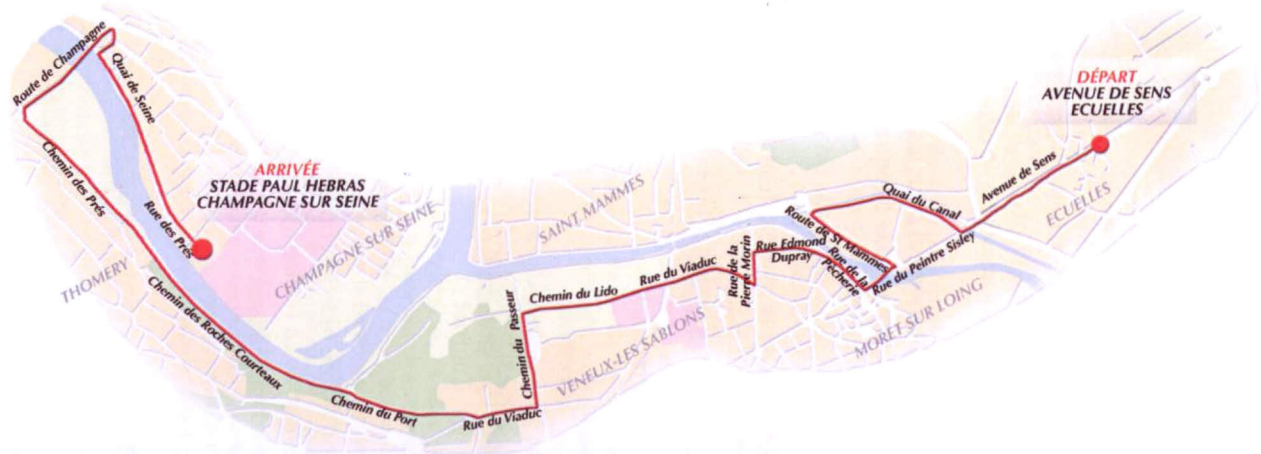 Route de Champagne
Quai de Seine
ARRIVÉE
STADE PAUL HEBRAS
CHAMPAGNE SUR SEINE
Chemin des Prés
Rue des Prés
THOMERY
CHAMPAGNE SUR SEINE
Chemin des Roches Courteaux
Chemin du Port
Rue du Viaduc
Chemin du Passeur
Chemin du Lido
Rue du Viaduc
VENEUX-LES SABLONS
SAINT MAMMES
Rue de la
Pierre Morin
Rue Edmond
Dupray
Rue de la
Pêcherie
Route de St Mammes
Rue du Peintre Sisley
MORET SUR LOING
Quai du Canal
Avenue de Sens
ECUELLES
DÉPART
AVENUE DE SENS
ECUELLES